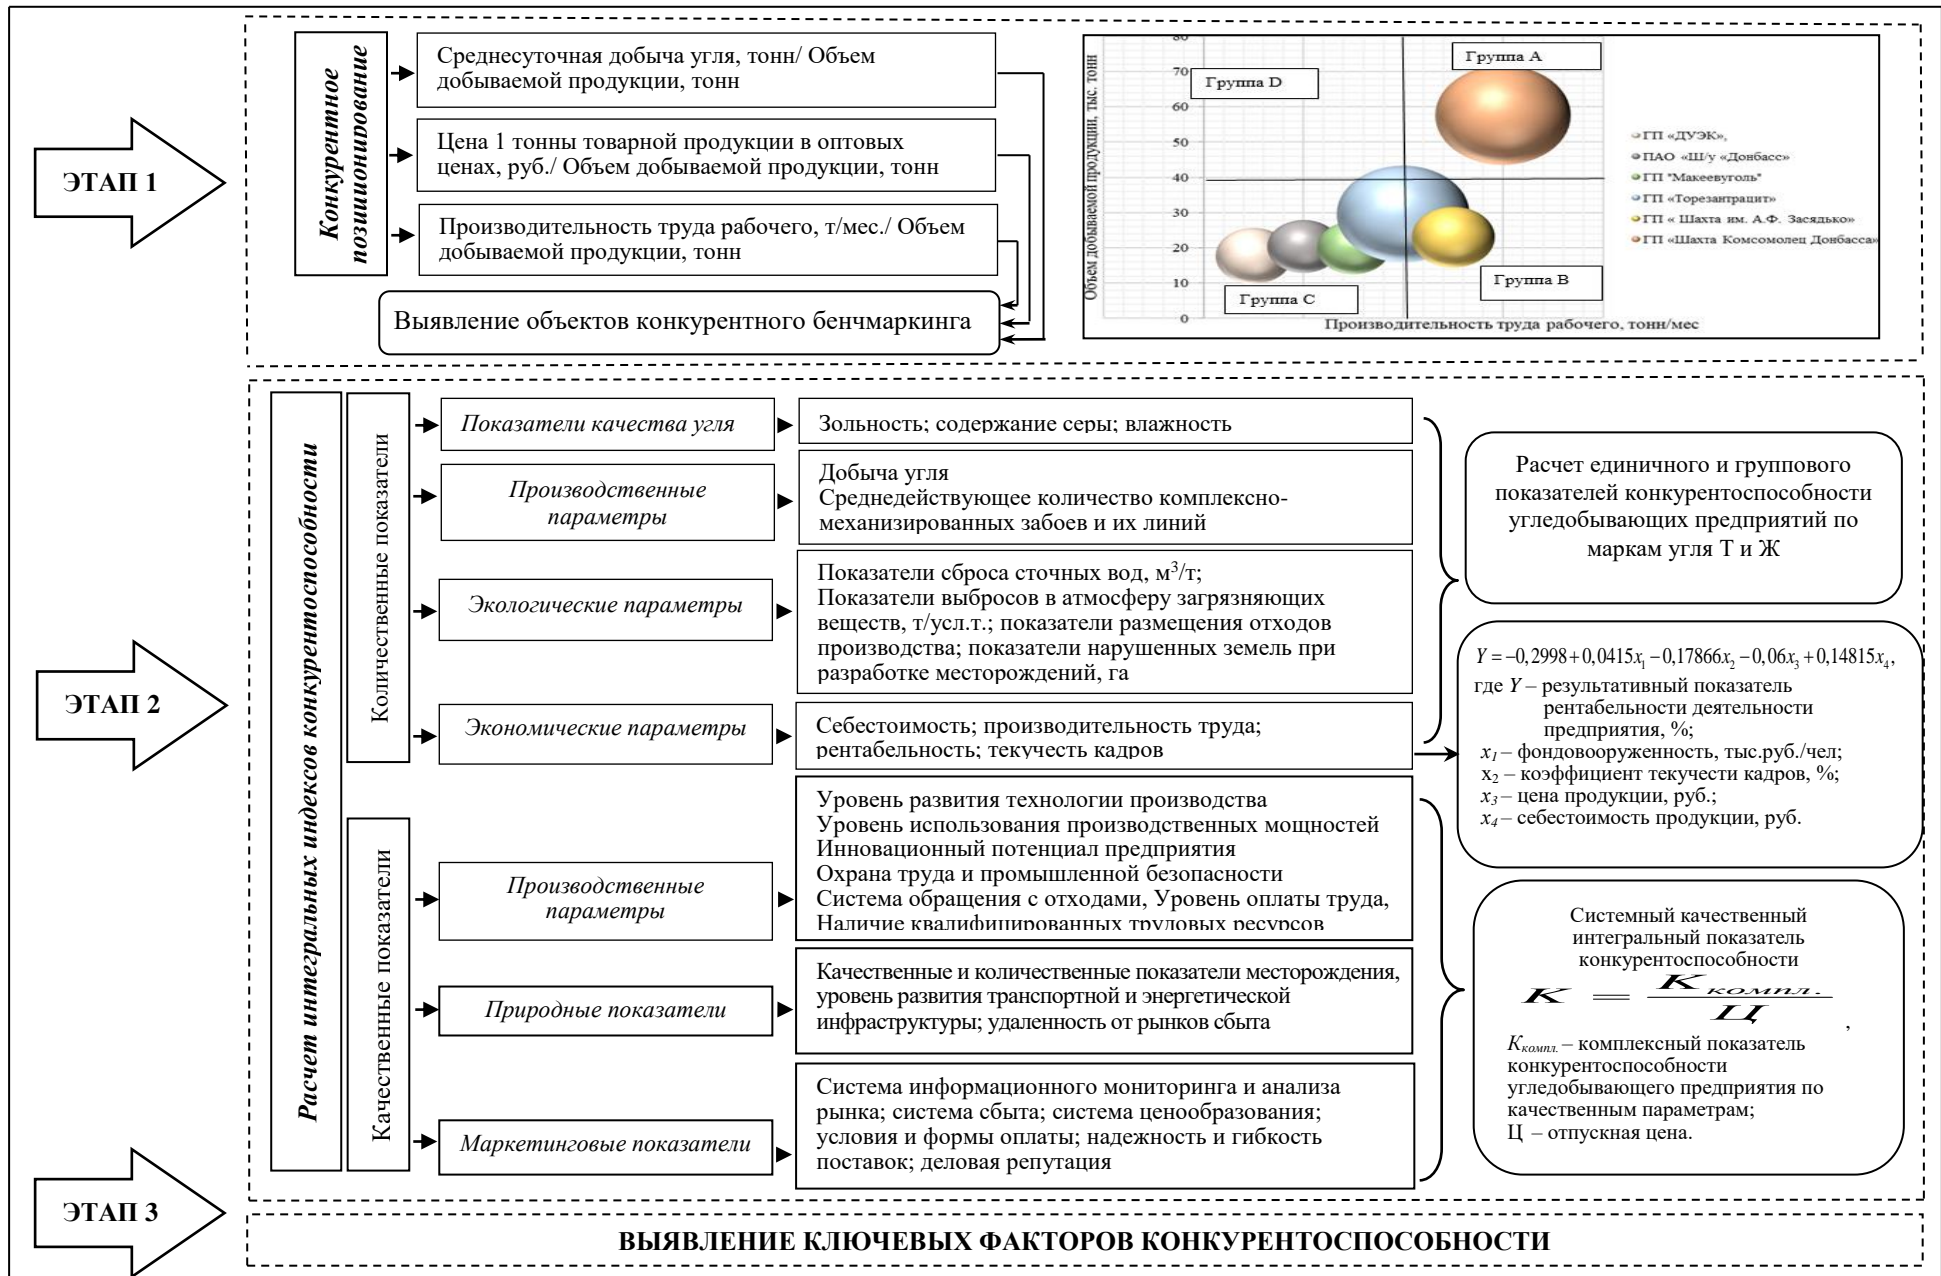 ЭТАП 1
Конкурентное
позиционирование
Среднесуточная добыча угля, тонн/ Объем
добываемой продукции, тонн
Цена 1 тонны товарной продукции в оптовых
ценах, руб./ Объем добываемой продукции, тонн
Производительность труда рабочего, т/мес./ Объем
добываемой продукции, тонн
Выявление объектов конкурентного бенчмаркинга
Объем добываемой продукции, тыс. тонн
80
70
60
50
40
30
20
10
0
Группа A
Группа D
Группа B
Группа C
Производительность труда рабочего, тонн/мес
ГП «ДУЭК»,
ПАО «Ш/у «Донбасс»
ГП "Макеевуголь"
ГП «Торезантрацит»
ГП « Шахта им. А.Ф. Засядько»
ГП «Шахта Комсомолец Донбасса»
ЭТАП 2
Расчет интегральных индексов конкурентоспособности
Количественные показатели
Показатели качества угля
Зольность; содержание серы; влажность
Производственные
параметры
Добыча угля
Среднедействующее количество комплексно-
механизированных забоев и их линий
Экологические параметры
Показатели сброса сточных вод, м³/т;
Показатели выбросов в атмосферу загрязняющих
веществ, т/усл.т.; показатели размещения отходов
производства; показатели нарушенных земель при
разработке месторождений, га
Экономические параметры
Себестоимость; производительность труда;
рентабельность; текучесть кадров
Расчет единичного и группового
показателей конкурентоспособности
угледобывающих предприятий по
маркам угля Т и Ж
Y = −0,2998+0,0415x₁−0,17866x₂−0,06x₃+0,14815x₄,
где Y – результативный показатель
рентабельности деятельности
предприятия, %;
x₁ – фондовооруженность, тыс.руб./чел;
x₂ – коэффициент текучести кадров, %;
x₃ – цена продукции, руб.;
x₄ – себестоимость продукции, руб.
Качественные показатели
Производственные
параметры
Уровень развития технологии производства
Уровень использования производственных мощностей
Инновационный потенциал предприятия
Охрана труда и промышленной безопасности
Система обращения с отходами, Уровень оплаты труда,
Наличие квалифицированных трудовых ресурсов
Природные показатели
Качественные и количественные показатели месторождения,
уровень развития транспортной и энергетической
инфраструктуры; удаленность от рынков сбыта
Маркетинговые показатели
Система информационного мониторинга и анализа
рынка; система сбыта; система ценообразования;
условия и формы оплаты; надежность и гибкость
поставок; деловая репутация
Системный качественный
интегральный показатель
конкурентоспособности
K = K компл. / Ц ,
Kкомпл. – комплексный показатель
конкурентоспособности
угледобывающего предприятия по
качественным параметрам;
Ц – отпускная цена.
ЭТАП 3
ВЫЯВЛЕНИЕ КЛЮЧЕВЫХ ФАКТОРОВ КОНКУРЕНТОСПОСОБНОСТИ